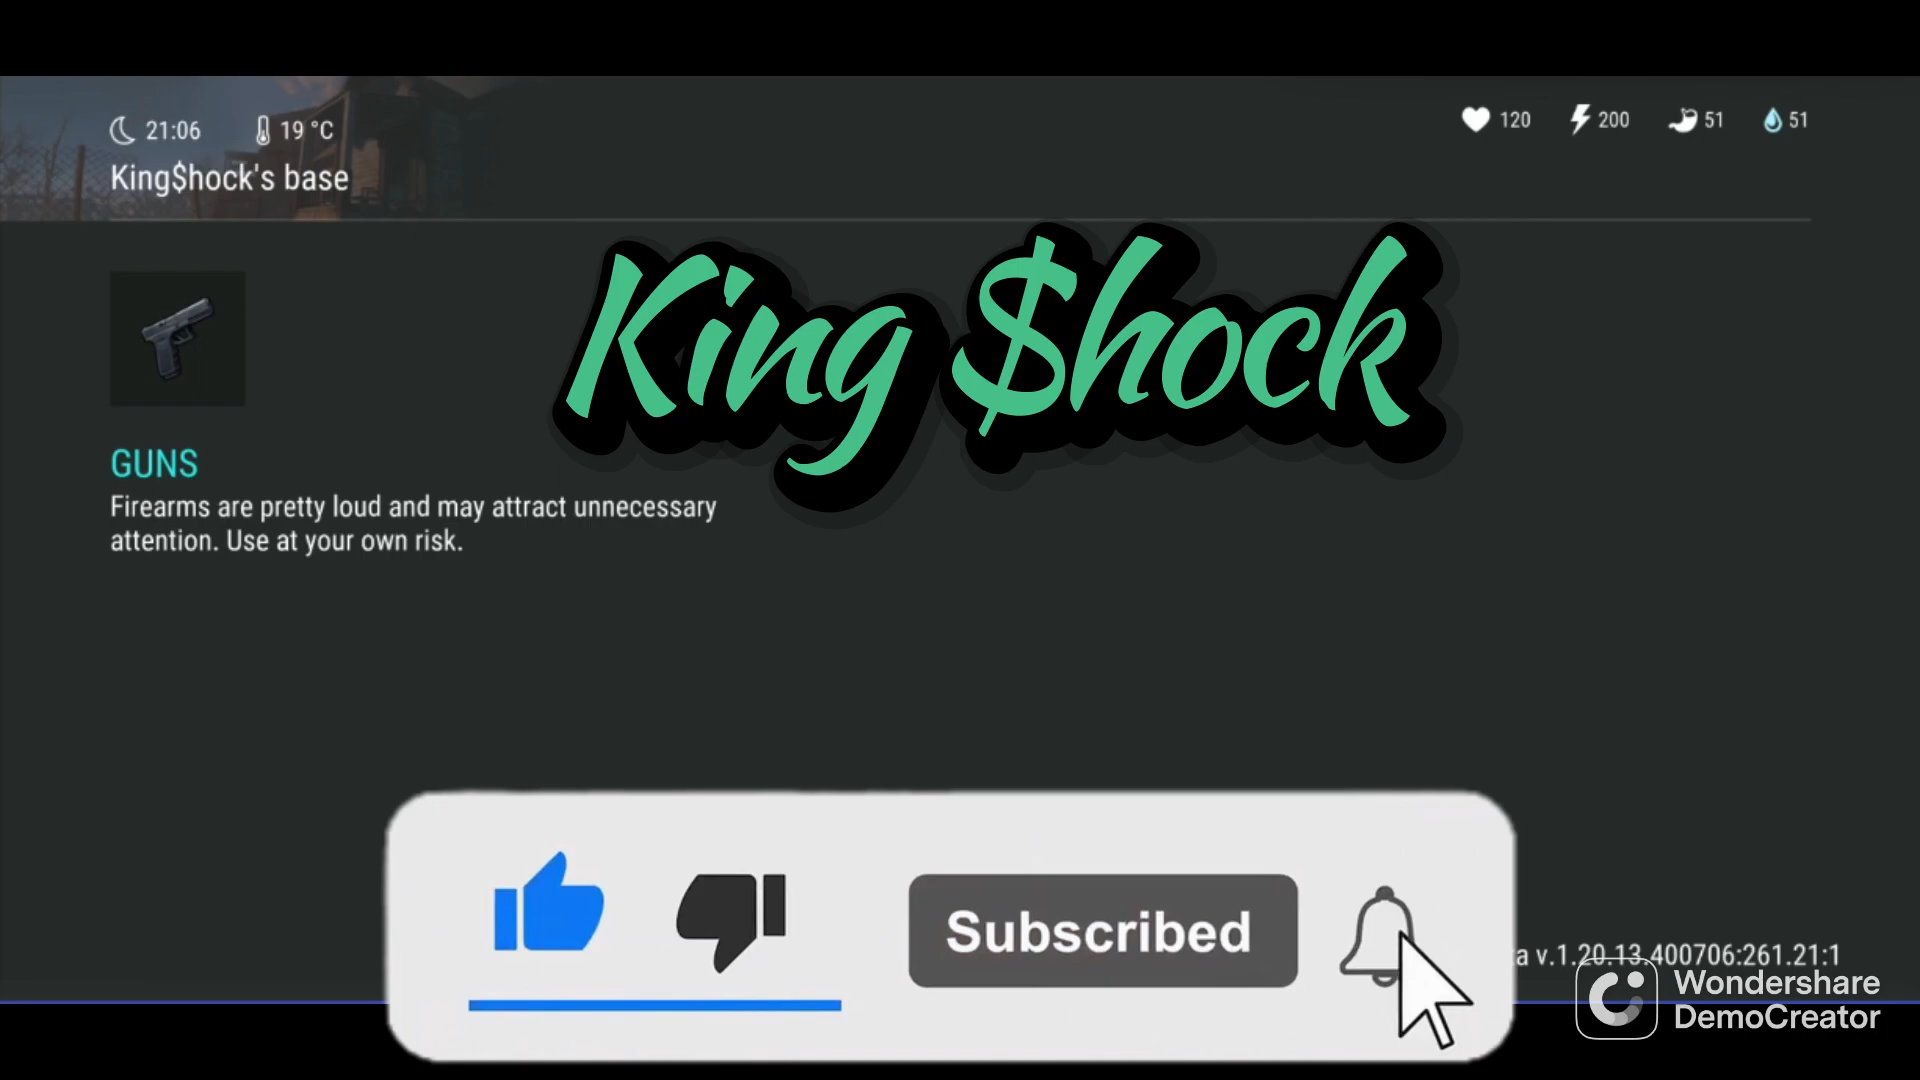 21:06 19 °C
120 200 51 51
King$hock's base
King $hock
GUNS
Firearms are pretty loud and may attract unnecessary
attention. Use at your own risk.
Subscribed
v.1.20.13.400706:261.21:1
Wondershare
DemoCreator